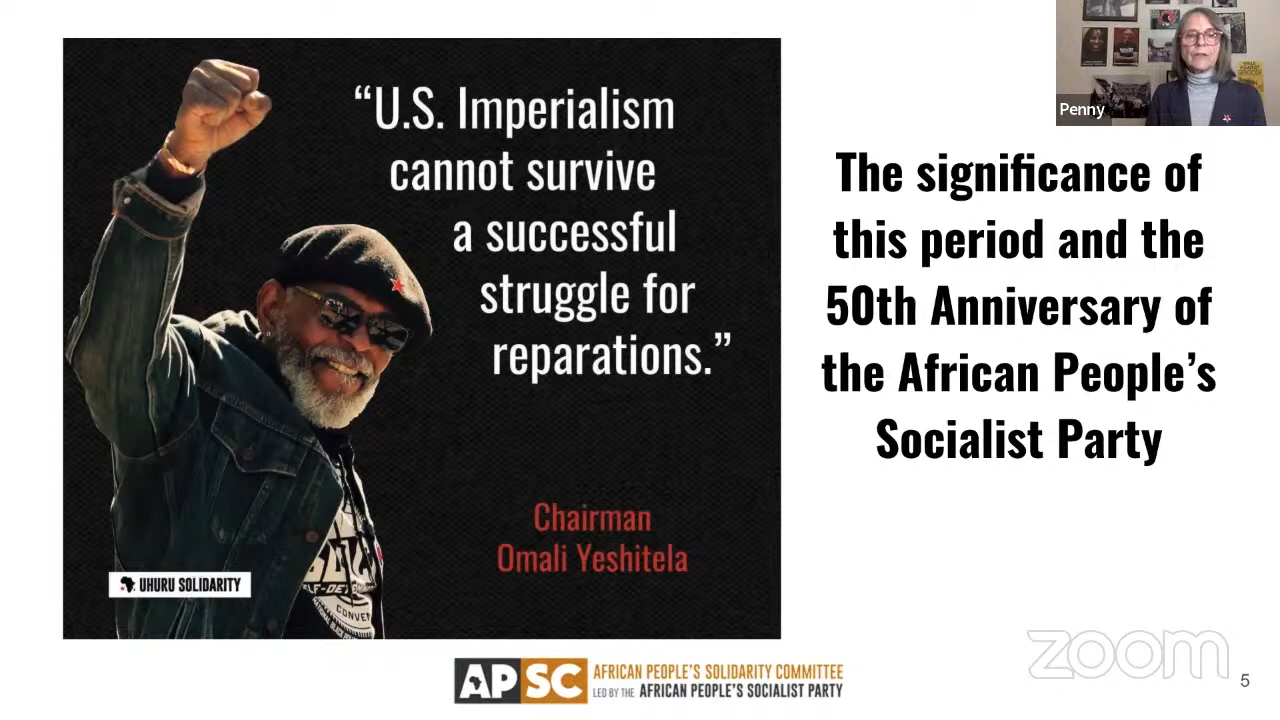 “U.S. Imperialism
cannot survive
a successful
struggle for
reparations.”
Chairman
Omali Yeshitela
UHURU SOLIDARITY
CONVEN
Penny
The significance of
this period and the
50th Anniversary of
the African People’s
Socialist Party
APSC
AFRICAN PEOPLE’S SOLIDARITY COMMITTEE
LED BY THE AFRICAN PEOPLE’S SOCIALIST PARTY
zoom
5